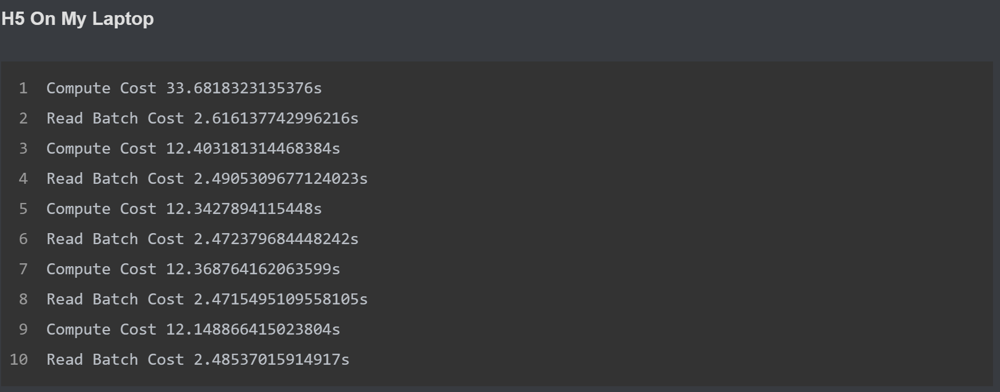 H5 On My Laptop
1 Compute Cost 33.6818323135376s
2 Read Batch Cost 2.616137742996216s
3 Compute Cost 12.403181314468384s
4 Read Batch Cost 2.4905309677124023s
5 Compute Cost 12.3427894115448s
6 Read Batch Cost 2.472379684448242s
7 Compute Cost 12.368764162063599s
8 Read Batch Cost 2.4715495109558105s
9 Compute Cost 12.148866415023804s
10 Read Batch Cost 2.48537015914917s